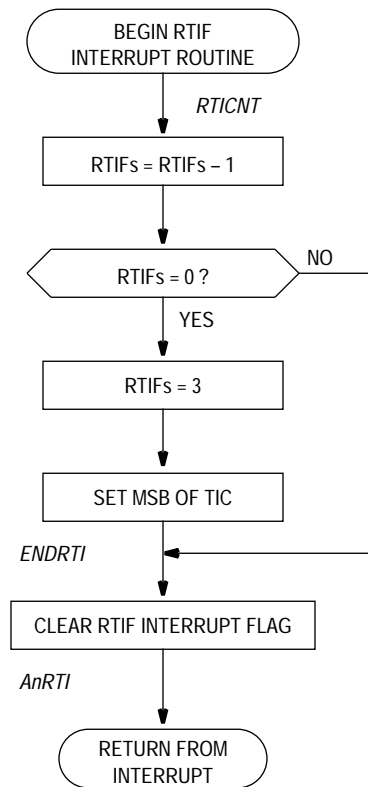 BEGIN RTIF
INTERRUPT ROUTINE
RTICNT
RTIFs = RTIFs – 1
RTIFs = 0 ?
NO
YES
RTIFs = 3
SET MSB OF TIC
ENDRTI
CLEAR RTIF INTERRUPT FLAG
AnRTI
RETURN FROM
INTERRUPT